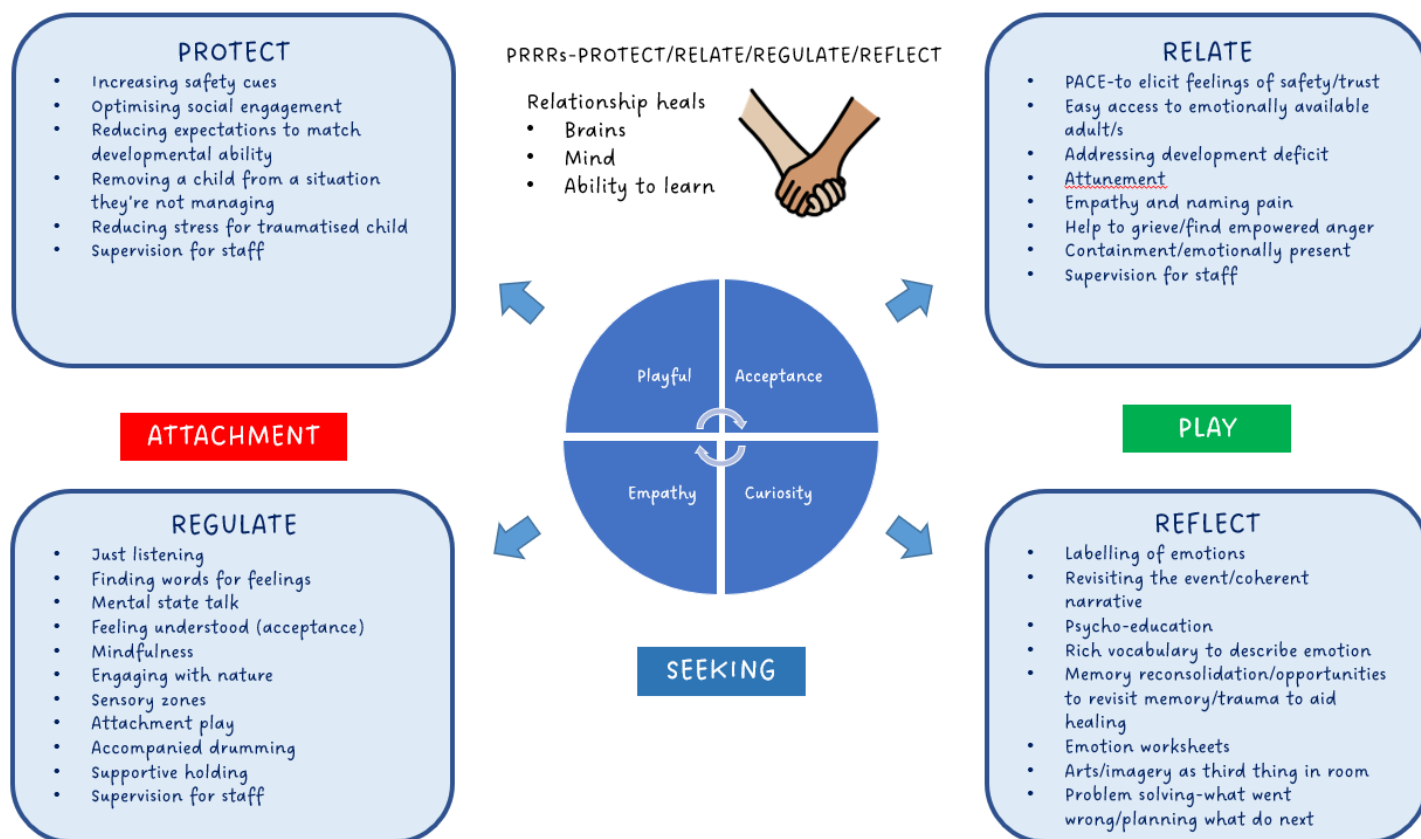 PROTECT
• Increasing safety cues
• Optimising social engagement
• Reducing expectations to match
developmental ability
• Removing a child from a situation
they're not managing
• Reducing stress for traumatised child
• Supervision for staff
PRRRs-PROTECT/RELATE/REGULATE/REFLECT
Relationship heals
• Brains
• Mind
• Ability to learn
RELATE
• PACE-to elicit feelings of safety/trust
• Easy access to emotionally available
adult/s
• Addressing development deficit
• Attunement
• Empathy and naming pain
• Help to grieve/find empowered anger
• Containment/emotionally present
• Supervision for staff
Playful
Acceptance
Empathy
Curiosity
ATTACHMENT
PLAY
SEEKING
REGULATE
• Just listening
• Finding words for feelings
• Mental state talk
• Feeling understood (acceptance)
• Mindfulness
• Engaging with nature
• Sensory zones
• Attachment play
• Accompanied drumming
• Supportive holding
• Supervision for staff
REFLECT
• Labelling of emotions
• Revisiting the event/coherent
narrative
• Psycho-education
• Rich vocabulary to describe emotion
• Memory reconsolidation/opportunities
to revisit memory/trauma to aid
healing
• Emotion worksheets
• Arts/imagery as third thing in room
• Problem solving-what went
wrong/planning what do next